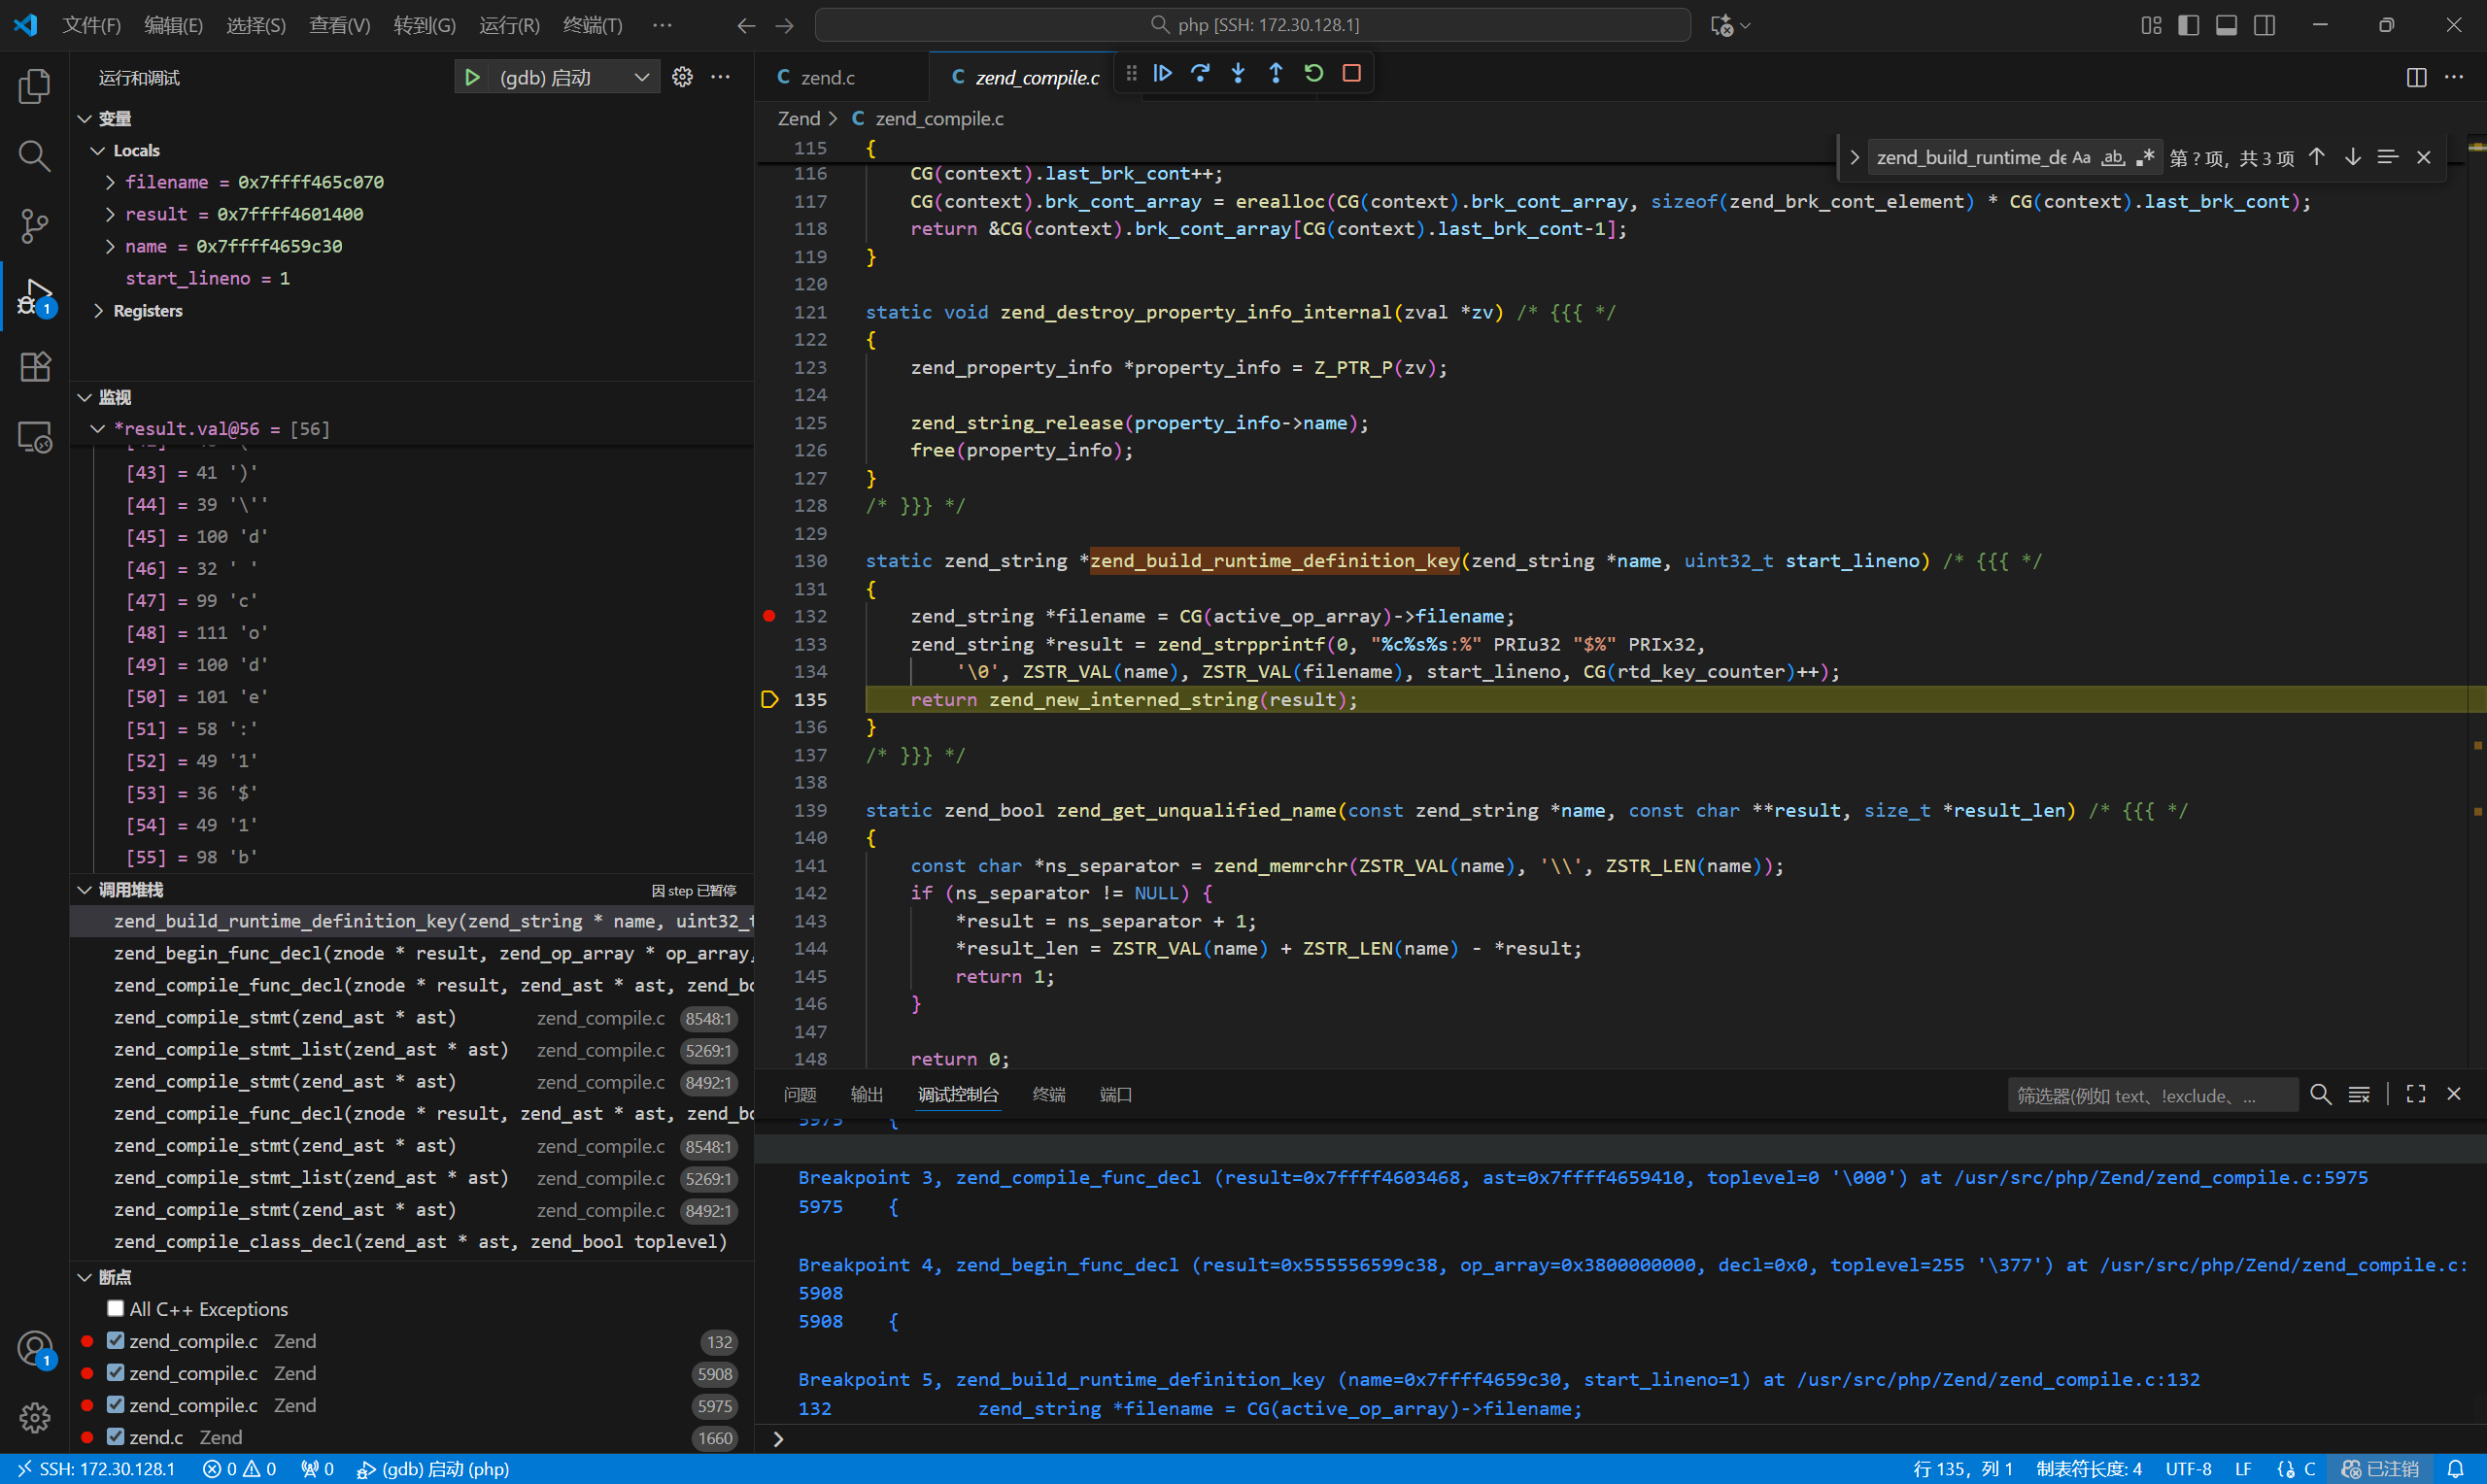 文件(F) 编辑(E) 选择(S) 查看(V) 转到(G) 运行(R) 终端(T) ··· php [SSH: 172.30.128.1]
运行和调试 (gdb) 启动 ···
变量
Locals
filename = 0x7ffff465c070
result = 0x7ffff4601400
name = 0x7ffff4659c30
start_lineno = 1
Registers
监视
*result.val@56 = [56]
[43] = 41 ')'
[44] = 39 '\''
[45] = 100 'd'
[46] = 32 ' '
[47] = 99 'c'
[48] = 111 'o'
[49] = 100 'd'
[50] = 101 'e'
[51] = 58 ':'
[52] = 49 '1'
[53] = 36 '$'
[54] = 49 '1'
[55] = 98 'b'
调用堆栈 因 step 已暂停
zend_build_runtime_definition_key(zend_string * name, uint32_t
zend_begin_func_decl(znode * result, zend_op_array * op_array,
zend_compile_func_decl(znode * result, zend_ast * ast, zend_bo
zend_compile_stmt(zend_ast * ast) zend_compile.c 8548:1
zend_compile_stmt_list(zend_ast * ast) zend_compile.c 5269:1
zend_compile_stmt(zend_ast * ast) zend_compile.c 8492:1
zend_compile_func_decl(znode * result, zend_ast * ast, zend_bo
zend_compile_stmt(zend_ast * ast) zend_compile.c 8548:1
zend_compile_stmt_list(zend_ast * ast) zend_compile.c 5269:1
zend_compile_stmt(zend_ast * ast) zend_compile.c 8492:1
zend_compile_class_decl(zend_ast * ast, zend_bool toplevel)
断点
All C++ Exceptions
zend_compile.c Zend 132
zend_compile.c Zend 5908
zend_compile.c Zend 5975
zend.c Zend 1660
C zend.c C zend_compile.c ···
Zend > C zend_compile.c
zend_build_runtime_de Aa ab .* 第 ? 项, 共 3 项
115 {
116 CG(context).last_brk_cont++;
117 CG(context).brk_cont_array = erealloc(CG(context).brk_cont_array, sizeof(zend_brk_cont_element) * CG(context).last_brk_cont);
118 return &CG(context).brk_cont_array[CG(context).last_brk_cont-1];
119 }
120
121 static void zend_destroy_property_info_internal(zval *zv) /* {{{ */
122 {
123 zend_property_info *property_info = Z_PTR_P(zv);
124
125 zend_string_release(property_info->name);
126 free(property_info);
127 }
128 /* }}} */
129
130 static zend_string *zend_build_runtime_definition_key(zend_string *name, uint32_t start_lineno) /* {{{ */
131 {
132 zend_string *filename = CG(active_op_array)->filename;
133 zend_string *result = zend_strpprintf(0, "%c%s%s:%" PRIu32 "$%" PRIx32,
134 '\0', ZSTR_VAL(name), ZSTR_VAL(filename), start_lineno, CG(rtd_key_counter)++);
135 return zend_new_interned_string(result);
136 }
137 /* }}} */
138
139 static zend_bool zend_get_unqualified_name(const zend_string *name, const char **result, size_t *result_len) /* {{{ */
140 {
141 const char *ns_separator = zend_memrchr(ZSTR_VAL(name), '\\', ZSTR_LEN(name));
142 if (ns_separator != NULL) {
143 *result = ns_separator + 1;
144 *result_len = ZSTR_VAL(name) + ZSTR_LEN(name) - *result;
145 return 1;
146 }
147
148 return 0;
问题 输出 调试控制台 终端 端口 筛选器(例如 text、!exclude、...
5975 {
Breakpoint 3, zend_compile_func_decl (result=0x7ffff4603468, ast=0x7ffff4659410, toplevel=0 '\000') at /usr/src/php/Zend/zend_compile.c:5975
5975 {
Breakpoint 4, zend_begin_func_decl (result=0x555556599c38, op_array=0x3800000000, decl=0x0, toplevel=255 '\377') at /usr/src/php/Zend/zend_compile.c:
5908
5908 {
Breakpoint 5, zend_build_runtime_definition_key (name=0x7ffff4659c30, start_lineno=1) at /usr/src/php/Zend/zend_compile.c:132
132 zend_string *filename = CG(active_op_array)->filename;
>
SSH: 172.30.128.1 0 0 0 (gdb) 启动 (php) 行 135, 列 1 制表符长度: 4 UTF-8 LF C 已注销